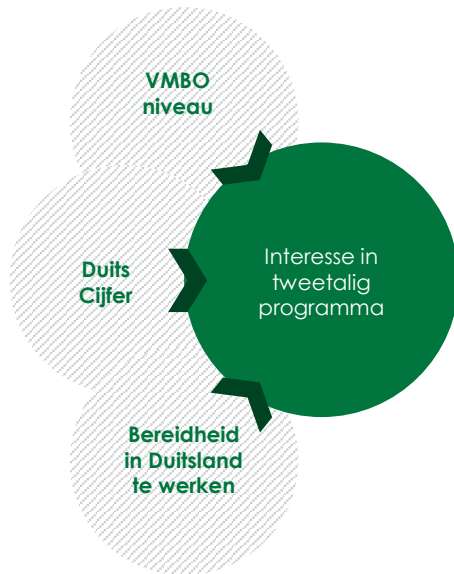 VMBO
niveau
Duits
Cijfer
Interesse in
tweetalig
programma
Bereidheid
in Duitsland
te werken